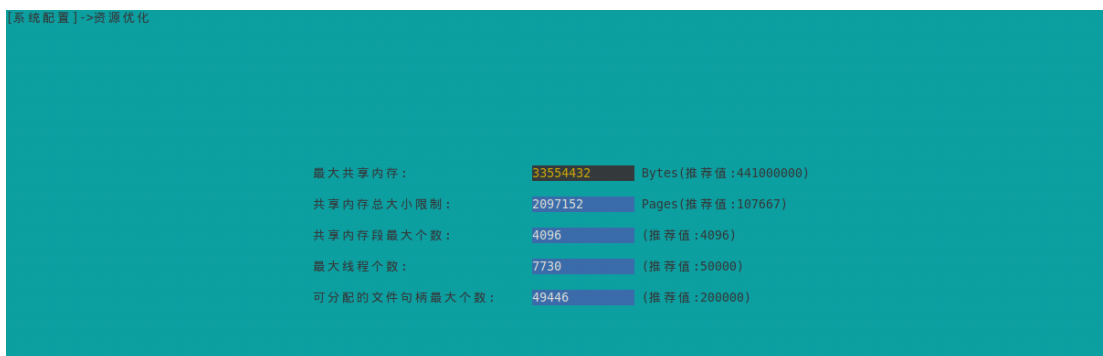 [系统配置]->资源优化
最大共享内存: 33554432 Bytes(推荐值:441000000)
共享内存总大小限制: 2097152 Pages(推荐值:107667)
共享内存段最大个数: 4096 (推荐值:4096)
最大线程个数: 7730 (推荐值:50000)
可分配的文件句柄最大个数: 49446 (推荐值:200000)